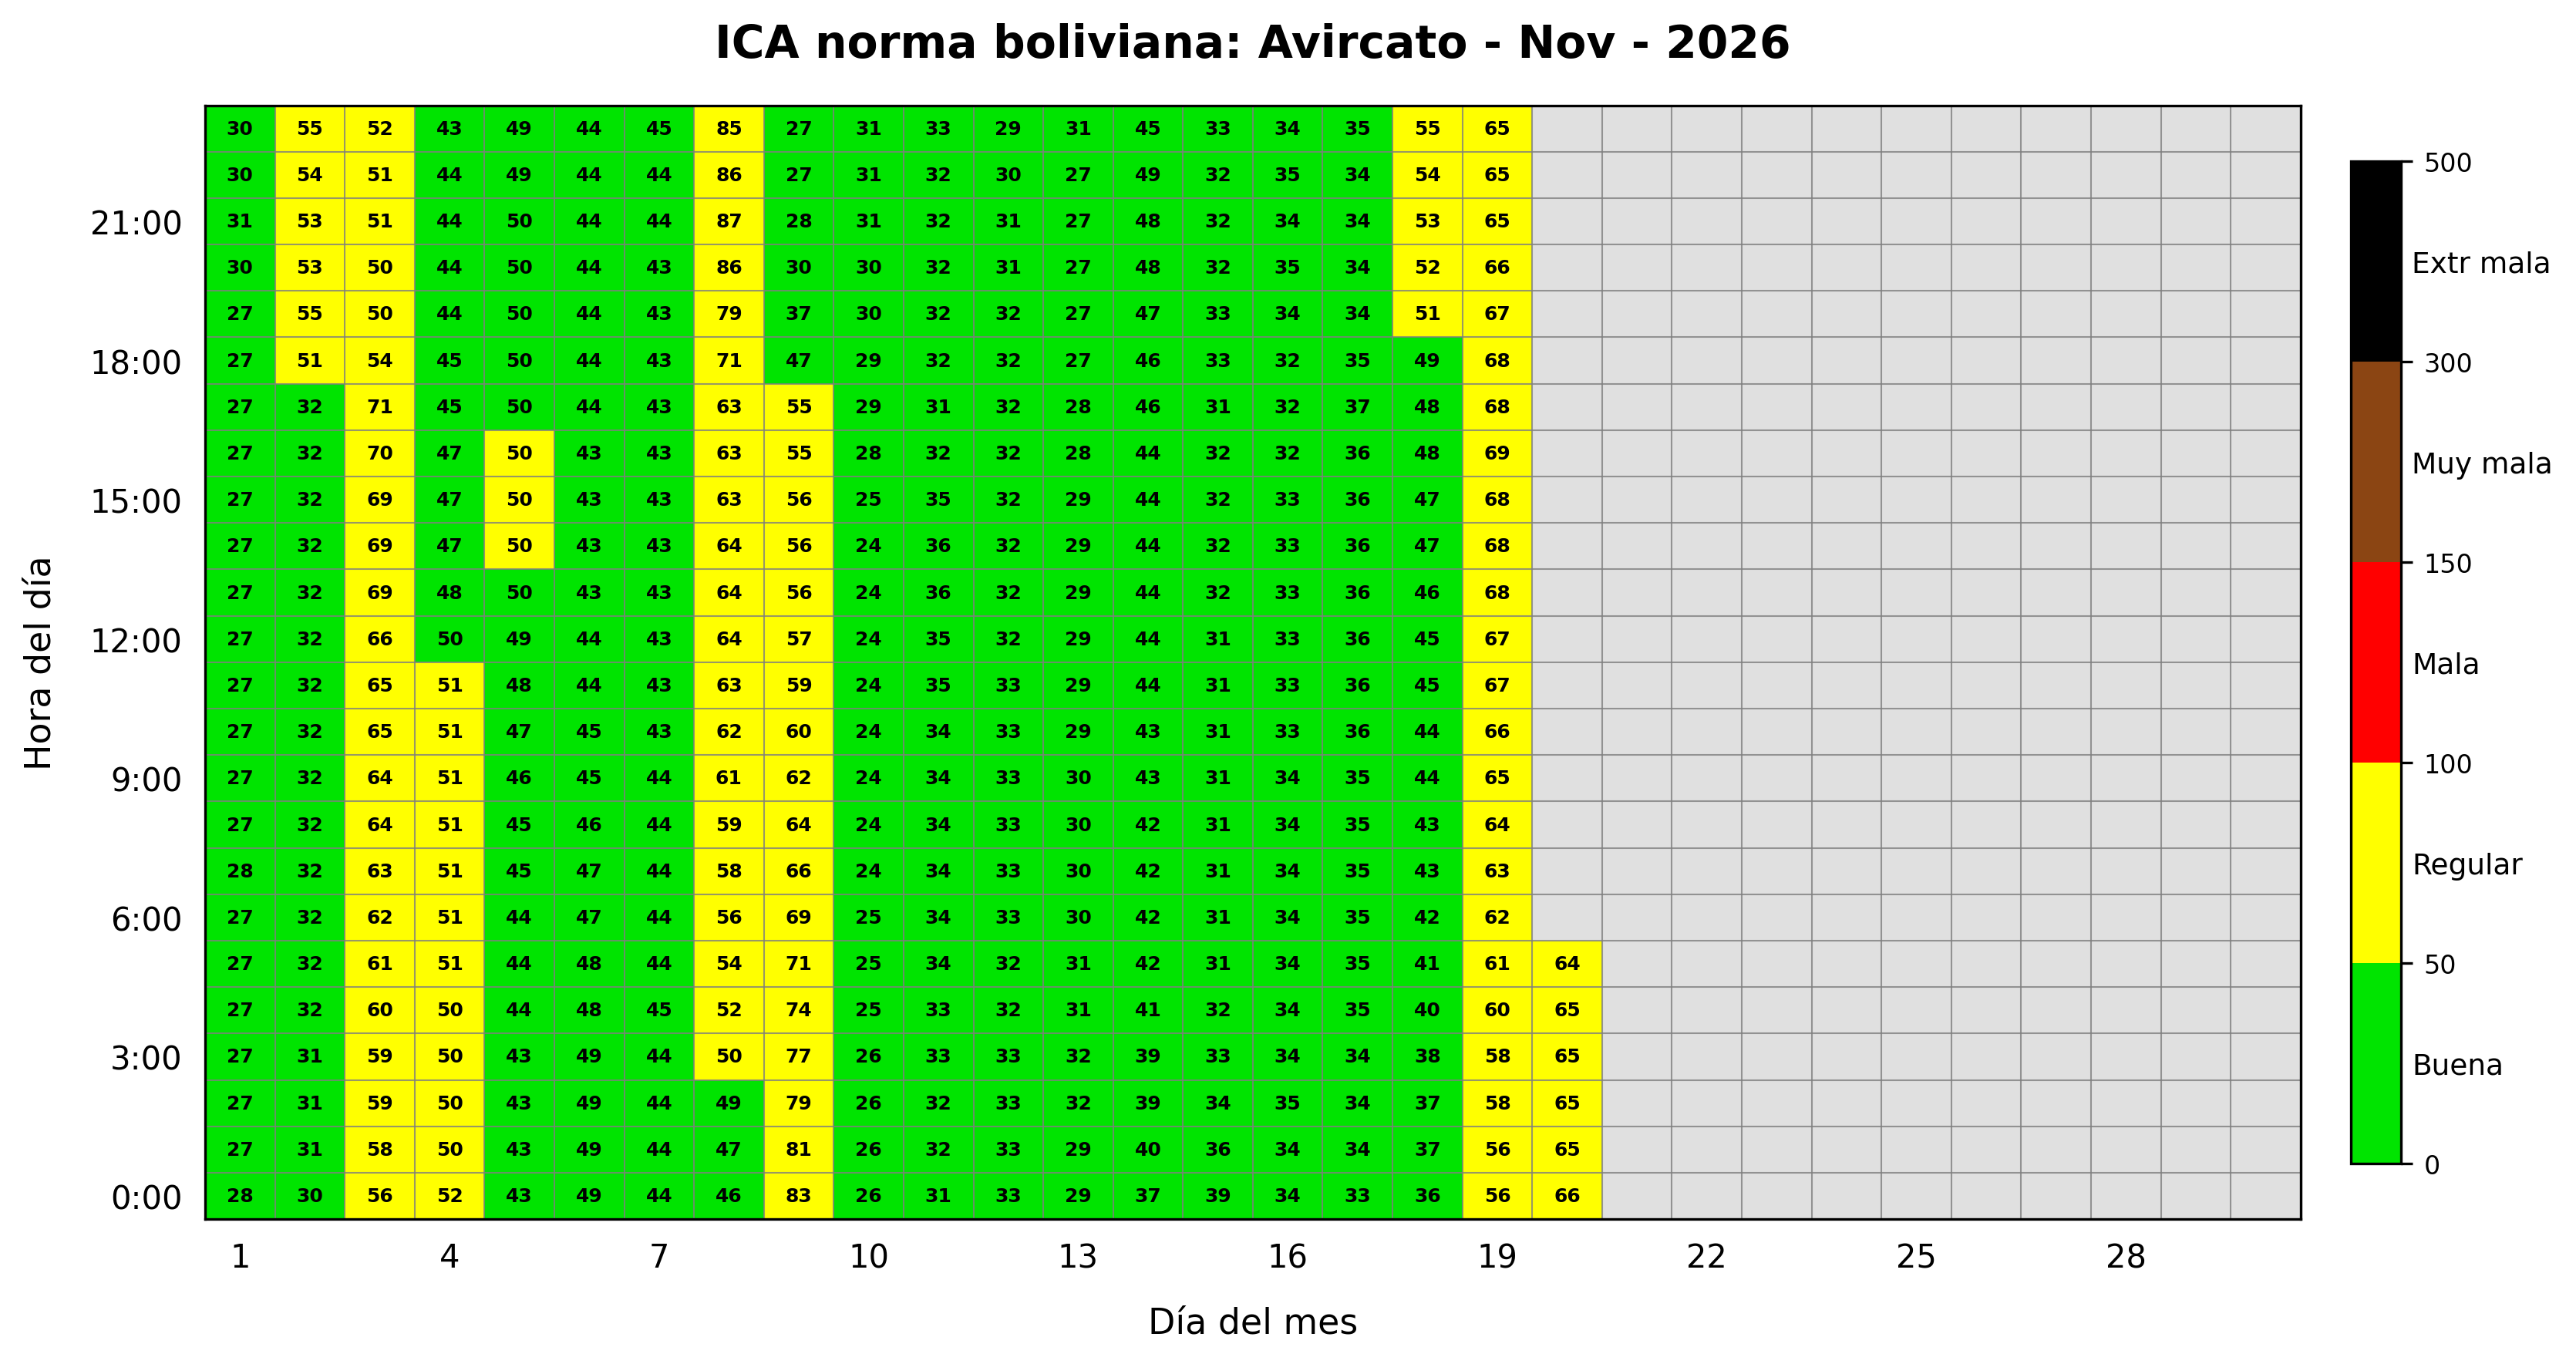 ICA norma boliviana: Avircato - Nov - 2026
30 55 52 43 49 44 45 85 27 31 33 29 31 45 33 34 35 55 65
30 54 51 44 49 44 44 86 27 31 32 30 27 49 32 35 34 54 65
21:00 31 53 51 44 50 44 44 87 28 31 32 31 27 48 32 34 34 53 65
30 53 50 44 50 44 43 86 30 30 32 31 27 48 32 35 34 52 66
27 55 50 44 50 44 43 79 37 30 32 32 27 47 33 34 34 51 67
18:00 27 51 54 45 50 44 43 71 47 29 32 32 27 46 33 32 35 49 68
27 32 71 45 50 44 43 63 55 29 31 32 28 46 31 32 37 48 68
27 32 70 47 50 43 43 63 55 28 32 32 28 44 32 32 36 48 69
15:00 27 32 69 47 50 43 43 63 56 25 35 32 29 44 32 33 36 47 68
27 32 69 47 50 43 43 64 56 24 36 32 29 44 32 33 36 47 68
27 32 69 48 50 43 43 64 56 24 36 32 29 44 32 33 36 46 68
12:00 27 32 66 50 49 44 43 64 57 24 35 32 29 44 31 33 36 45 67
27 32 65 51 48 44 43 63 59 24 35 33 29 44 31 33 36 45 67
27 32 65 51 47 45 43 62 60 24 34 33 29 43 31 33 36 44 66
9:00 27 32 64 51 46 45 44 61 62 24 34 33 30 43 31 34 35 44 65
27 32 64 51 45 46 44 59 64 24 34 33 30 42 31 34 35 43 64
28 32 63 51 45 47 44 58 66 24 34 33 30 42 31 34 35 43 63
6:00 27 32 62 51 44 47 44 56 69 25 34 33 30 42 31 34 35 42 62
27 32 61 51 44 48 44 54 71 25 34 32 31 42 31 34 35 41 61 64
27 32 60 50 44 48 45 52 74 25 33 32 31 41 32 34 35 40 60 65
3:00 27 31 59 50 43 49 44 50 77 26 33 33 32 39 33 34 34 38 58 65
27 31 59 50 43 49 44 49 79 26 32 33 32 39 34 35 34 37 58 65
27 31 58 50 43 49 44 47 81 26 32 33 29 40 36 34 34 37 56 65
0:00 28 30 56 52 43 49 44 46 83 26 31 33 29 37 39 34 33 36 56 66
1 4 7 10 13 16 19 22 25 28
Día del mes
Hora del día
500
Extr mala
300
Muy mala
150
Mala
100
Regular
50
Buena
0